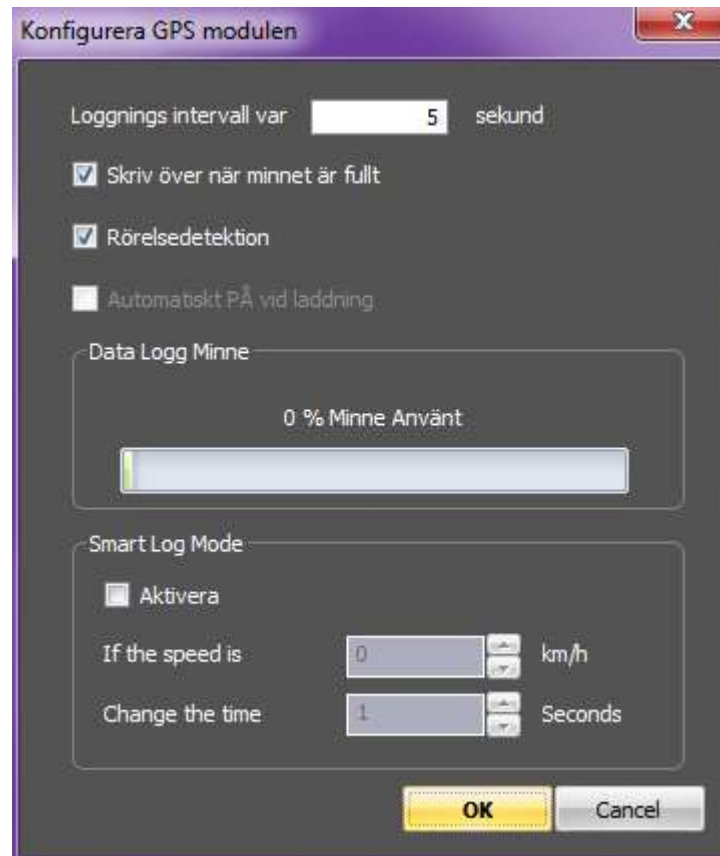 Konfigurera GPS modulen
Loggnings intervall var 5 sekund
Skriv över när minnet är fullt
Rörelsedetektion
Automatiskt PÅ vid laddning
Data Logg Minne
0 % Minne Använt
Smart Log Mode
Aktivera
If the speed is 0 km/h
Change the time 1 Seconds
OK Cancel